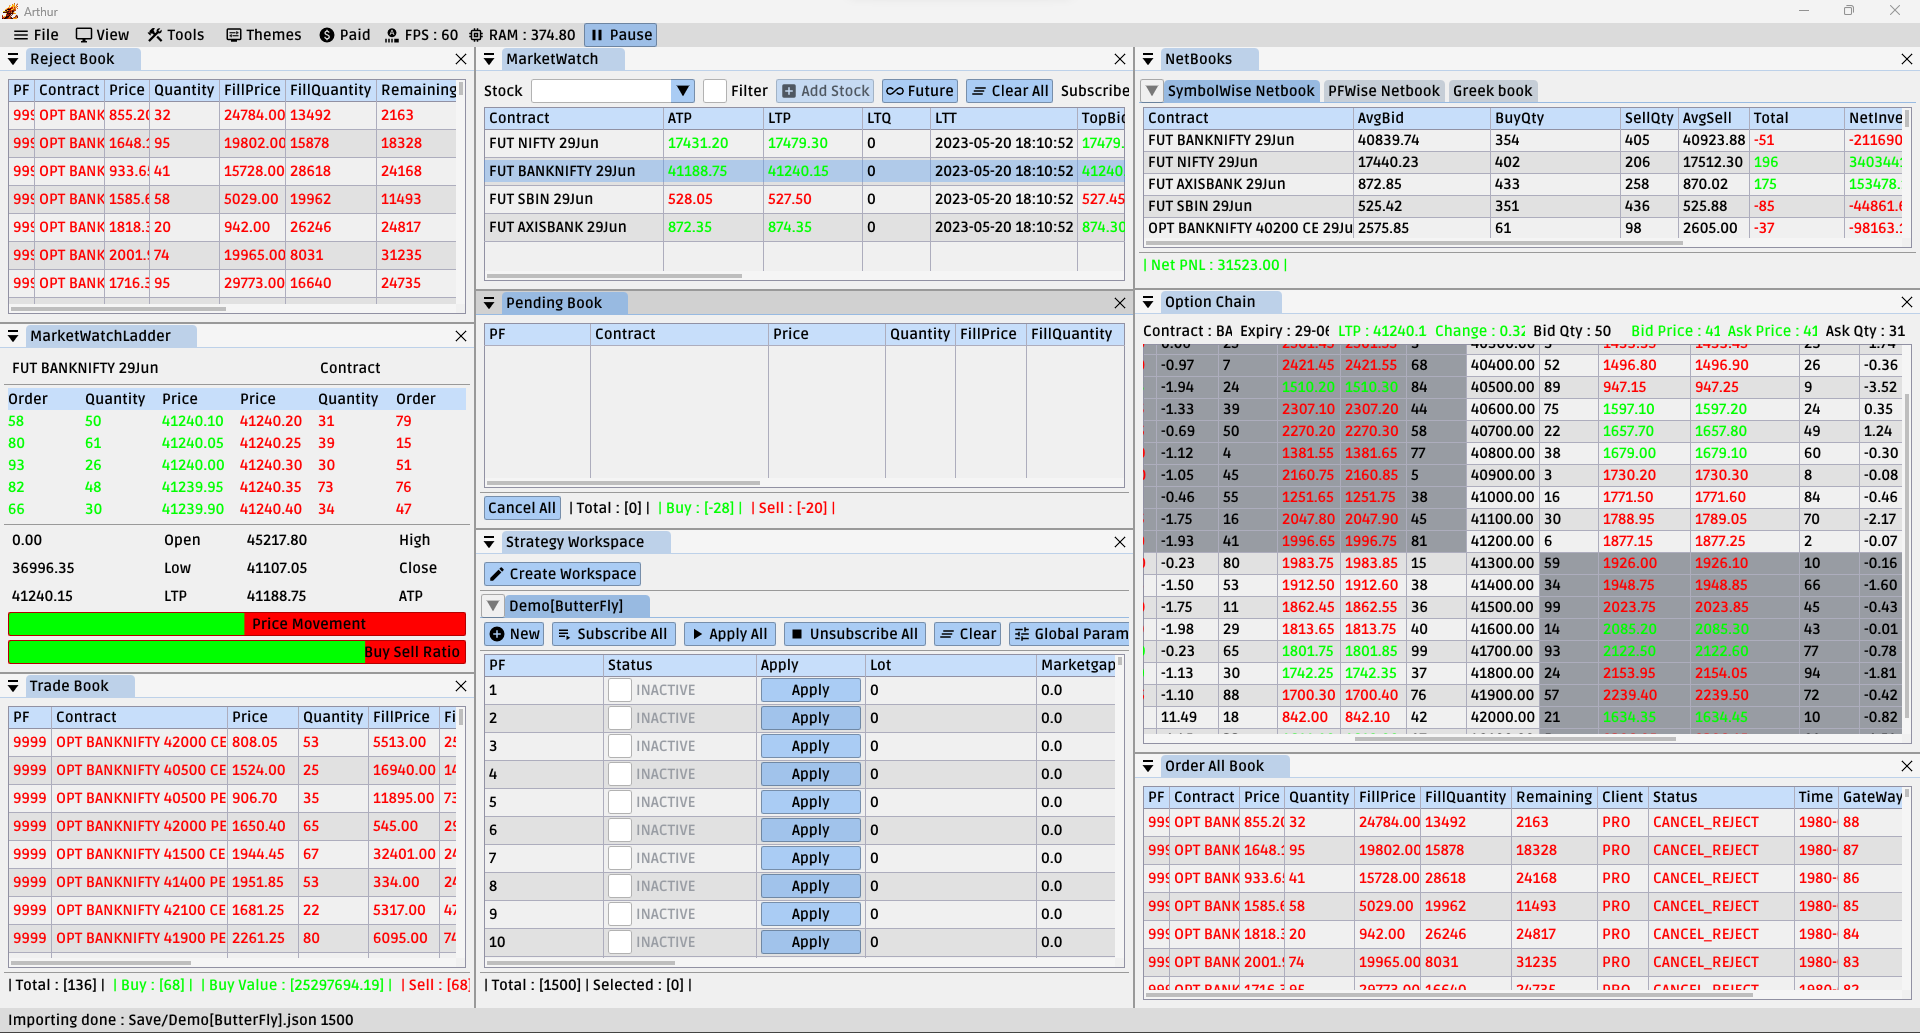 Arthur
File View Tools Themes Paid FPS : 60 RAM : 374.80 Pause
Reject Book
PF Contract Price Quantity FillPrice FillQuantity Remaining
999 OPT BANK 855.20 32 24784.00 13492 2163
999 OPT BANK 1648.1 95 19802.00 15878 18328
999 OPT BANK 933.65 41 15728.00 28618 24168
999 OPT BANK 1585.6 58 5029.00 19962 11493
999 OPT BANK 1818.3 20 942.00 26246 24817
999 OPT BANK 2001.9 74 19965.00 8031 31235
999 OPT BANK 1716.3 95 29773.00 16640 24735
MarketWatchLadder
FUT BANKNIFTY 29Jun Contract
Order Quantity Price Price Quantity Order
58 50 41240.10 41240.20 31 79
80 61 41240.05 41240.25 39 15
93 26 41240.00 41240.30 30 51
82 48 41239.95 41240.35 73 76
66 30 41239.90 41240.40 34 47
0.00 Open 45217.80 High
36996.35 Low 41107.05 Close
41240.15 LTP 41188.75 ATP
Price Movement
Buy Sell Ratio
Trade Book
PF Contract Price Quantity FillPrice Fi
9999 OPT BANKNIFTY 42000 CE 808.05 53 5513.00 25
9999 OPT BANKNIFTY 40500 CE 1524.00 25 16940.00 14
9999 OPT BANKNIFTY 40500 PE 906.70 35 11895.00 73
9999 OPT BANKNIFTY 42000 PE 1650.40 65 545.00 29
9999 OPT BANKNIFTY 41500 CE 1944.45 67 32401.00 24
9999 OPT BANKNIFTY 41400 PE 1951.85 53 334.00 24
9999 OPT BANKNIFTY 42100 CE 1681.25 22 5317.00 47
9999 OPT BANKNIFTY 41900 PE 2261.25 80 6095.00 74
| Total : [136] | | Buy : [68] | | Buy Value : [25297694.19] | | Sell : [68]
MarketWatch
Stock Filter Add Stock Future Clear All Subscribe
Contract ATP LTP LTQ LTT TopBid
FUT NIFTY 29Jun 17431.20 17479.30 0 2023-05-20 18:10:52 17479.
FUT BANKNIFTY 29Jun 41188.75 41240.15 0 2023-05-20 18:10:52 41240
FUT SBIN 29Jun 528.05 527.50 0 2023-05-20 18:10:52 527.45
FUT AXISBANK 29Jun 872.35 874.35 0 2023-05-20 18:10:52 874.30
Pending Book
PF Contract Price Quantity FillPrice FillQuantity
Cancel All | Total : [0] | | Buy : [-28] | | Sell : [-20] |
Strategy Workspace
Create Workspace
Demo[ButterFly]
New Subscribe All Apply All Unsubscribe All Clear Global Param
PF Status Apply Lot Marketgap
1 INACTIVE Apply 0 0.0
2 INACTIVE Apply 0 0.0
3 INACTIVE Apply 0 0.0
4 INACTIVE Apply 0 0.0
5 INACTIVE Apply 0 0.0
6 INACTIVE Apply 0 0.0
7 INACTIVE Apply 0 0.0
8 INACTIVE Apply 0 0.0
9 INACTIVE Apply 0 0.0
10 INACTIVE Apply 0 0.0
| Total : [1500] | Selected : [0] |
NetBooks
SymbolWise Netbook PFWise Netbook Greek book
Contract AvgBid BuyQty SellQty AvgSell Total NetInve
FUT BANKNIFTY 29Jun 40839.74 354 405 40923.88 -51 -211690
FUT NIFTY 29Jun 17440.23 402 206 17512.30 196 340344
FUT AXISBANK 29Jun 872.85 433 258 870.02 175 153478.
FUT SBIN 29Jun 525.42 351 436 525.88 -85 -44861.6
OPT BANKNIFTY 40200 CE 29Ju 2575.85 61 98 2605.00 -37 -98163.
| Net PNL : 31523.00 |
Option Chain
Contract : BA Expiry : 29-06 LTP : 41240.1 Change : 0.32 Bid Qty : 50 Bid Price : 41 Ask Price : 41 Ask Qty : 31
-0.97 7 2421.45 2421.55 68 40400.00 52 1496.80 1496.90 26 -0.36
-1.94 24 1510.20 1510.30 84 40500.00 89 947.15 947.25 9 -3.52
-1.33 39 2307.10 2307.20 44 40600.00 75 1597.10 1597.20 24 0.35
-0.69 50 2270.20 2270.30 58 40700.00 22 1657.70 1657.80 49 1.24
-1.12 4 1381.55 1381.65 77 40800.00 38 1679.00 1679.10 60 -0.30
-1.05 45 2160.75 2160.85 5 40900.00 3 1730.20 1730.30 8 -0.08
-0.46 55 1251.65 1251.75 38 41000.00 16 1771.50 1771.60 84 -0.46
-1.75 16 2047.80 2047.90 45 41100.00 30 1788.95 1789.05 70 -2.17
-1.93 41 1996.65 1996.75 81 41200.00 6 1877.15 1877.25 2 -0.07
-0.23 80 1983.75 1983.85 15 41300.00 59 1926.00 1926.10 10 -0.16
-1.50 53 1912.50 1912.60 38 41400.00 34 1948.75 1948.85 66 -1.60
-1.75 11 1862.45 1862.55 36 41500.00 99 2023.75 2023.85 45 -0.43
-1.98 29 1813.65 1813.75 40 41600.00 14 2085.20 2085.30 43 -0.01
-0.23 65 1801.75 1801.85 99 41700.00 93 2122.50 2122.60 77 -0.78
-1.13 30 1742.25 1742.35 37 41800.00 24 2153.95 2154.05 94 -1.81
-1.10 88 1700.30 1700.40 76 41900.00 57 2239.40 2239.50 72 -0.42
11.49 18 842.00 842.10 42 42000.00 21 1634.35 1634.45 10 -0.82
Order All Book
PF Contract Price Quantity FillPrice FillQuantity Remaining Client Status Time GateWay
999 OPT BANK 855.20 32 24784.00 13492 2163 PRO CANCEL_REJECT 1980- 88
999 OPT BANK 1648.1 95 19802.00 15878 18328 PRO CANCEL_REJECT 1980- 87
999 OPT BANK 933.65 41 15728.00 28618 24168 PRO CANCEL_REJECT 1980- 86
999 OPT BANK 1585.6 58 5029.00 19962 11493 PRO CANCEL_REJECT 1980- 85
999 OPT BANK 1818.3 20 942.00 26246 24817 PRO CANCEL_REJECT 1980- 84
999 OPT BANK 2001.9 74 19965.00 8031 31235 PRO CANCEL_REJECT 1980- 83
Importing done : Save/Demo[ButterFly].json 1500